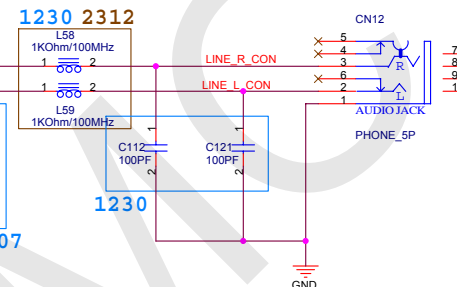 1230 2312
L58
1KOhm/100MHz
1 2
1 2
L59
1KOhm/100MHz
LINE_R_CON
LINE_L_CON
CN12
5
4
3
6
2
1
R
L
AUDIO JACK
PHONE_5P
7
8
9
1
1
C112
100PF
2
1
C121
100PF
2
1230
07
GND